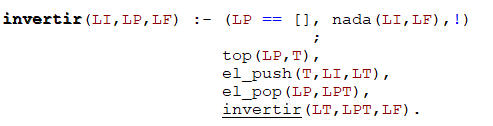 invertir(LI,LP,LF) :- (LP == [], nada(LI,LF),!)
;
top(LP,T),
el_push(T,LI,LT),
el_pop(LP,LPT),
invertir(LT,LPT,LF).